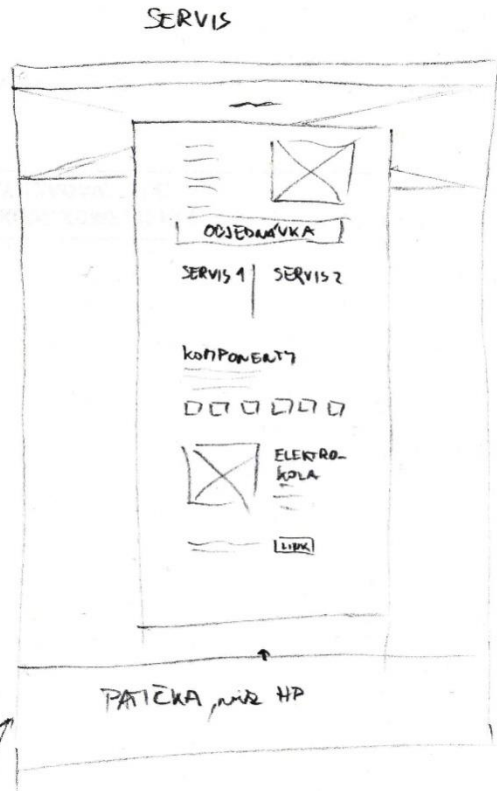 SERVIS
OBJEDNÁVKA
SERVIS 1
SERVIS 2
KOMPONENTY
ELEKTRO-
KOLA
LINK
PATIČKA, viz HP